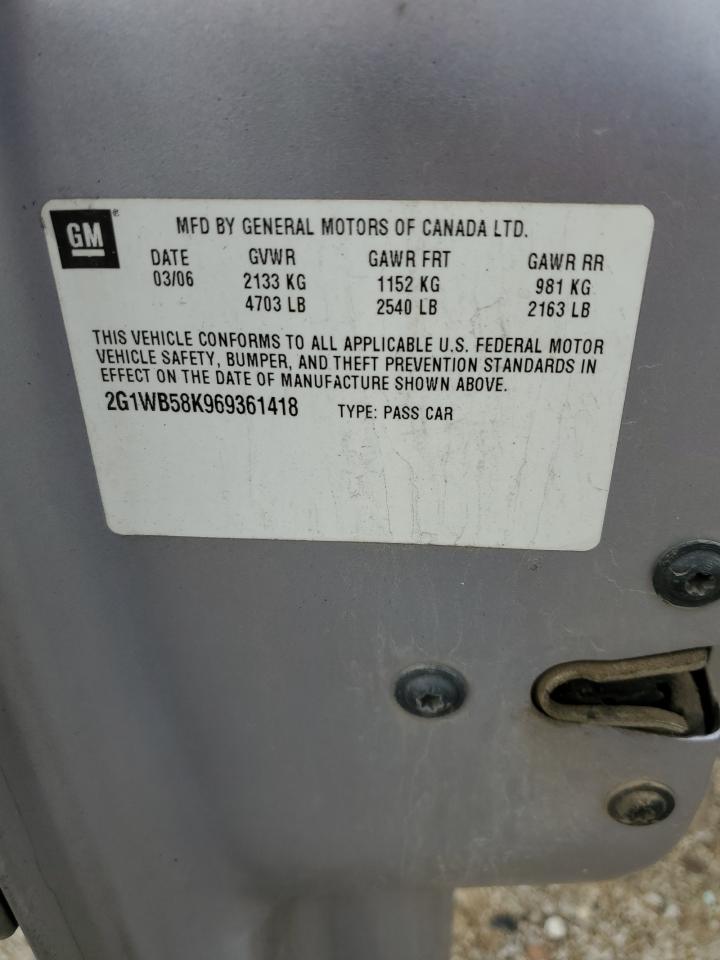 GM®
MFD BY GENERAL MOTORS OF CANADA LTD.
DATE GVWR GAWR FRT GAWR RR
03/06 2133 KG 1152 KG 981 KG
4703 LB 2540 LB 2163 LB
THIS VEHICLE CONFORMS TO ALL APPLICABLE U.S. FEDERAL MOTOR
VEHICLE SAFETY, BUMPER, AND THEFT PREVENTION STANDARDS IN
EFFECT ON THE DATE OF MANUFACTURE SHOWN ABOVE.
2G1WB58K969361418 TYPE: PASS CAR